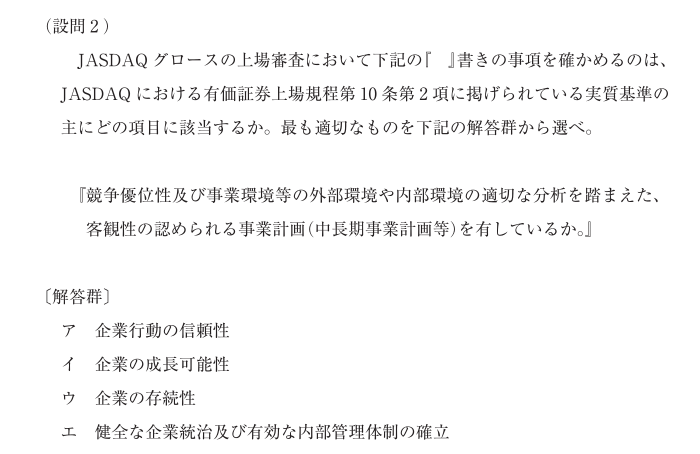 （設問２）
JASDAQ グロースの上場審査において下記の『　』書きの事項を確かめるのは、
JASDAQ における有価証券上場規程第 10 条第２項に掲げられている実質基準の
主にどの項目に該当するか。最も適切なものを下記の解答群から選べ。
『競争優位性及び事業環境等の外部環境や内部環境の適切な分析を踏まえた、
客観性の認められる事業計画（中長期事業計画等）を有しているか。』
〔解答群〕
ア　企業行動の信頼性
イ　企業の成長可能性
ウ　企業の存続性
エ　健全な企業統治及び有効な内部管理体制の確立